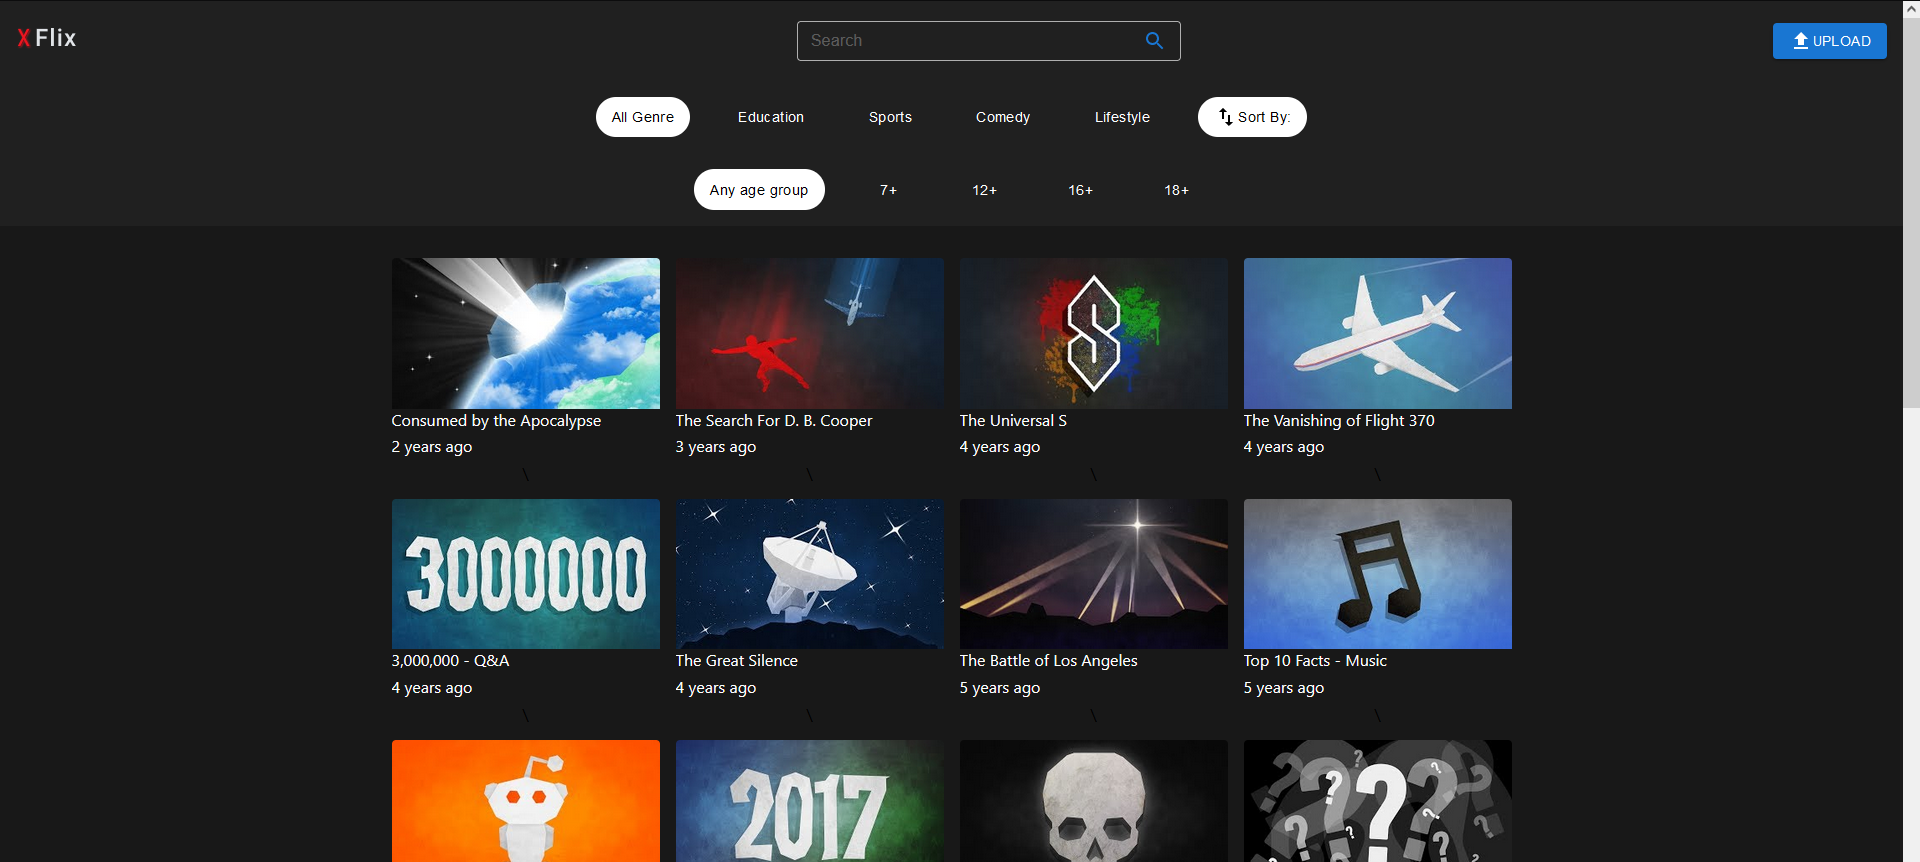 X Flix
Search
UPLOAD
All Genre Education Sports Comedy Lifestyle Sort By:
Any age group 7+ 12+ 16+ 18+
Consumed by the Apocalypse
2 years ago
\
The Search For D. B. Cooper
3 years ago
\
S
The Universal S
4 years ago
\
The Vanishing of Flight 370
4 years ago
\
3000000
3,000,000 - Q&A
4 years ago
\
The Great Silence
4 years ago
\
The Battle of Los Angeles
5 years ago
\
Top 10 Facts - Music
5 years ago
\
2017
? ? ? ? ? ? ? ? ? ? ?